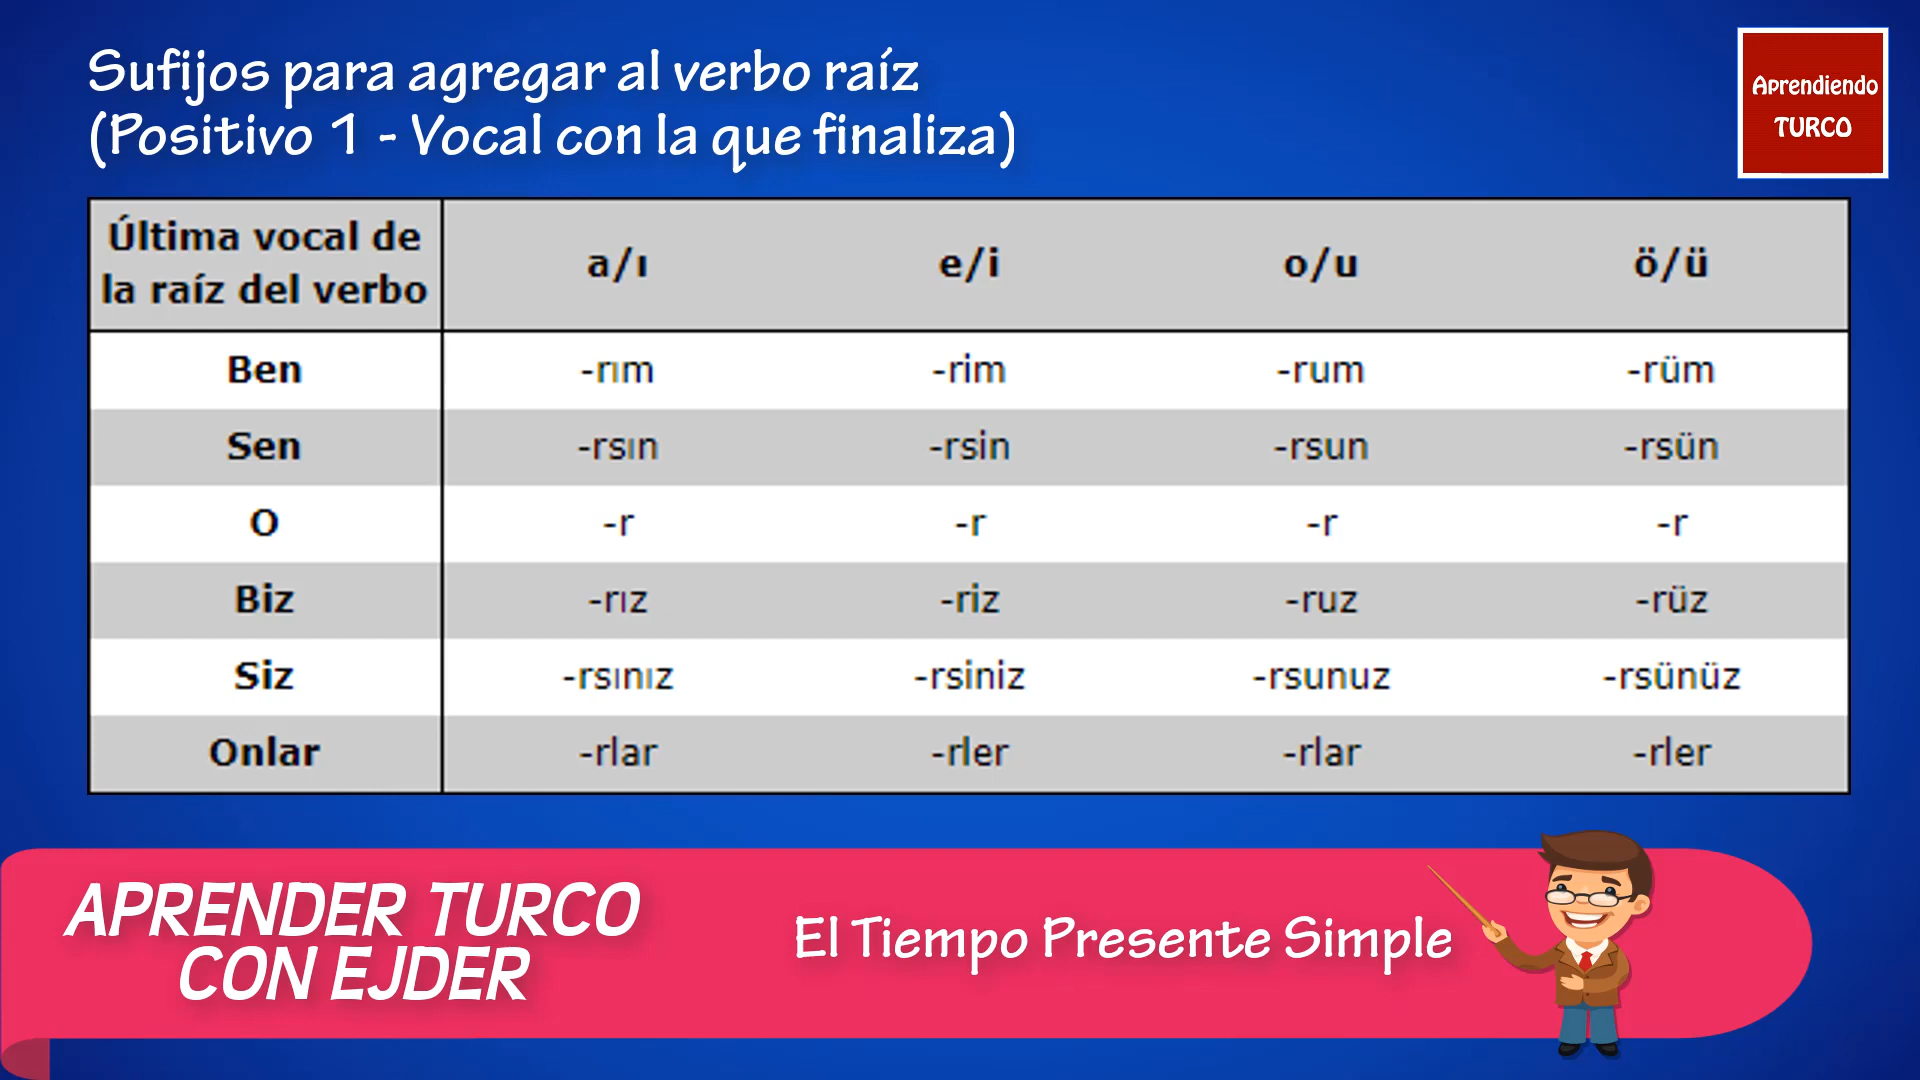 Sufijos para agregar al verbo raíz
(Positivo 1 - Vocal con la que finaliza)
Aprendiendo
TURCO
Última vocal de
la raíz del verbo
a/ı e/i o/u ö/ü
Ben -rım -rim -rum -rüm
Sen -rsın -rsin -rsun -rsün
O -r -r -r -r
Biz -rız -riz -ruz -rüz
Siz -rsınız -rsiniz -rsunuz -rsünüz
Onlar -rlar -rler -rlar -rler
APRENDER TURCO
CON EJDER
El Tiempo Presente Simple